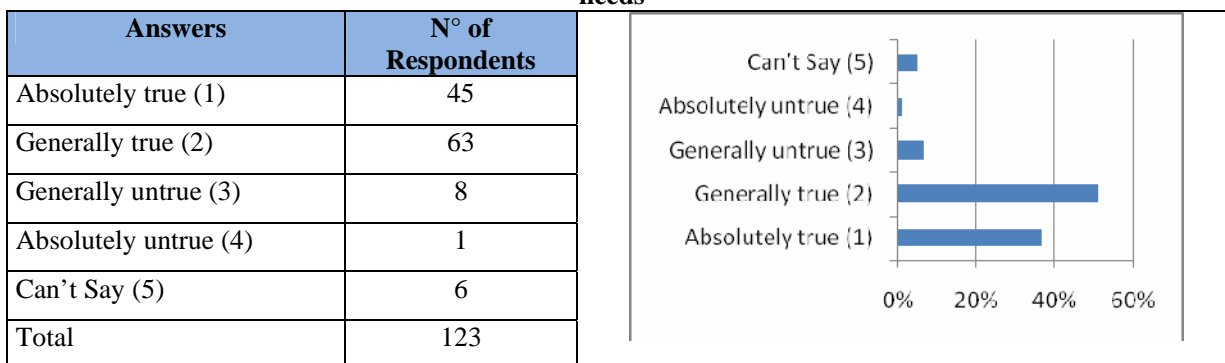 needs
Answers N° of
Respondents
Absolutely true (1) 45
Generally true (2) 63
Generally untrue (3) 8
Absolutely untrue (4) 1
Can't Say (5) 6
Total 123
Can't Say (5)
Absolutely untrue (4)
Generally untrue (3)
Generally true (2)
Absolutely true (1)
0% 20% 40% 60%